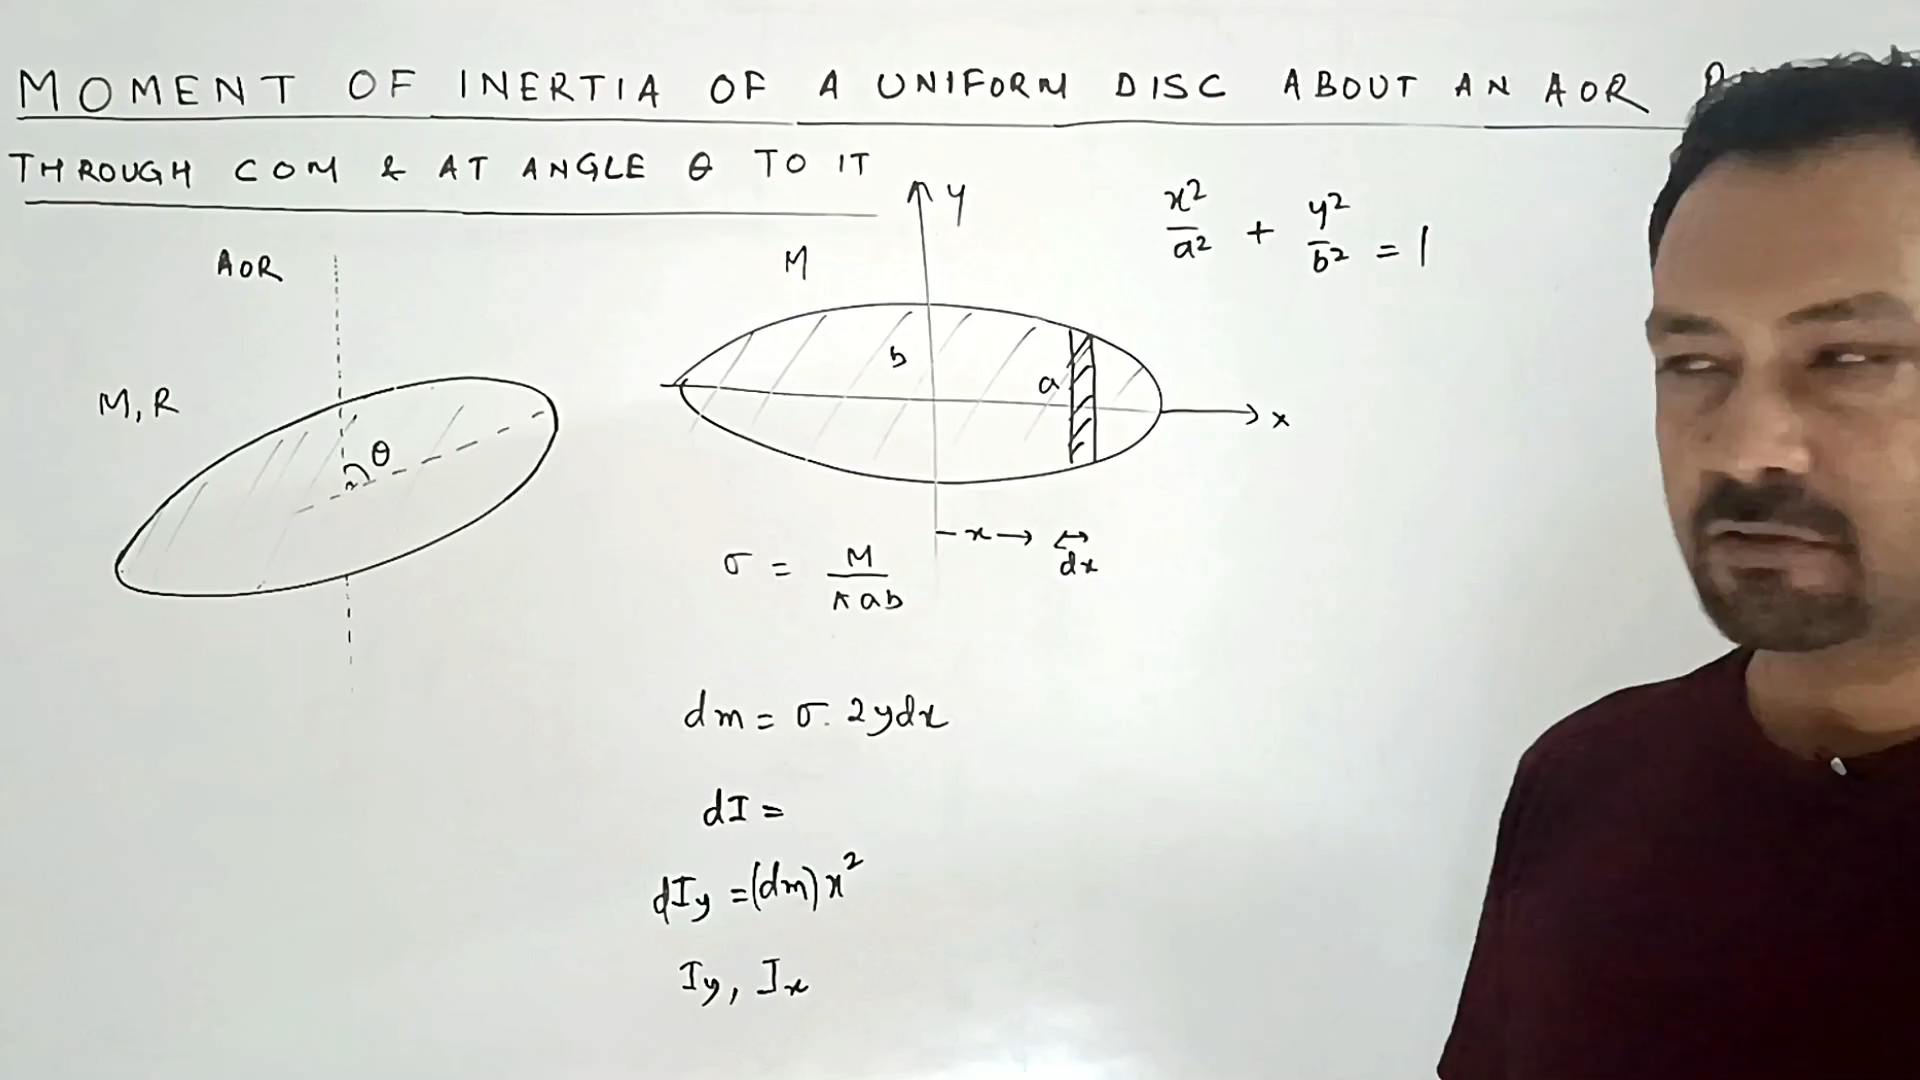 MOMENT OF INERTIA OF A UNIFORM DISC ABOUT AN AOR
THROUGH COM & AT ANGLE θ TO IT
AOR
M, R
θ
y
M
b
a
x
x²/a² + y²/b² = 1
x → dx
σ = M/πab
dm = σ. 2ydx
dI =
dIy = (dm)x²
Iy, Ix